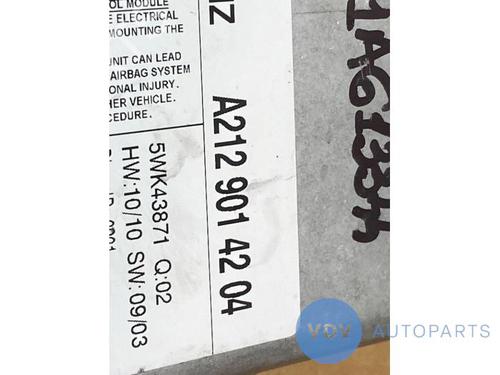 OL MODULE
E ELECTRICAL
MOUNTING THE
UNIT CAN LEAD
AIRBAG SYSTEM
ONAL INJURY.
HER VEHICLE.
CEDURE.
IZ
A212 901 42 04
5WK43871 Q:02
HW:10/10 SW:09/03
VDV AUTOPARTS